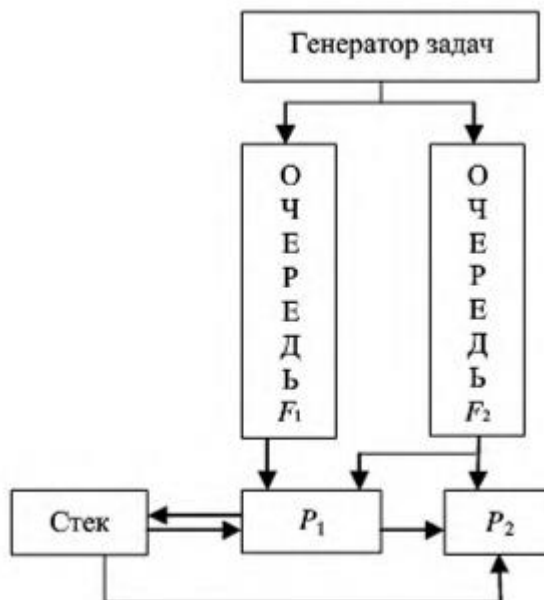 Генератор задач
О
Ч
Е
Р
Е
Д
Ь
F₁
О
Ч
Е
Р
Е
Д
Ь
F₂
Стек
P₁
P₂